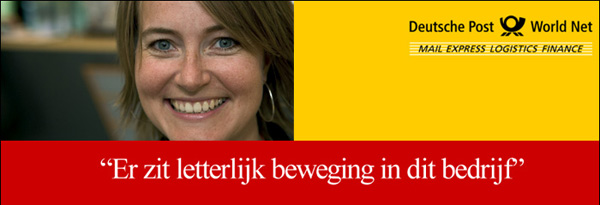 Deutsche Post World Net
MAIL EXPRESS LOGISTICS FINANCE
“Er zit letterlijk beweging in dit bedrijf”